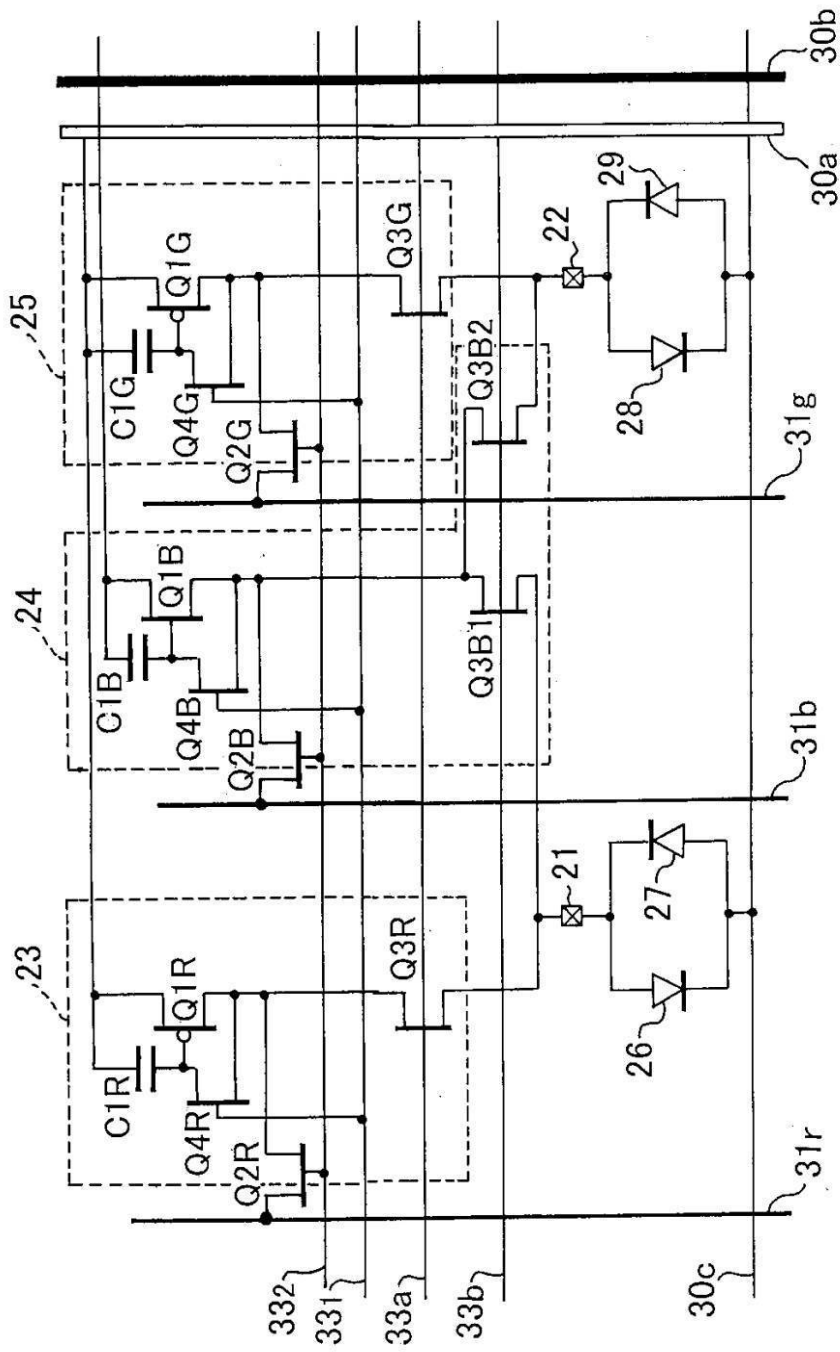 23
24
25
C1R
Q1R
Q4R
Q2R
Q3R
C1B
Q1B
Q4B
Q2B
Q3B1
Q3B2
C1G
Q1G
Q4G
Q2G
Q3G
332
331
33a
33b
30c
21
22
26
27
28
29
31r
31b
31g
30a
30b